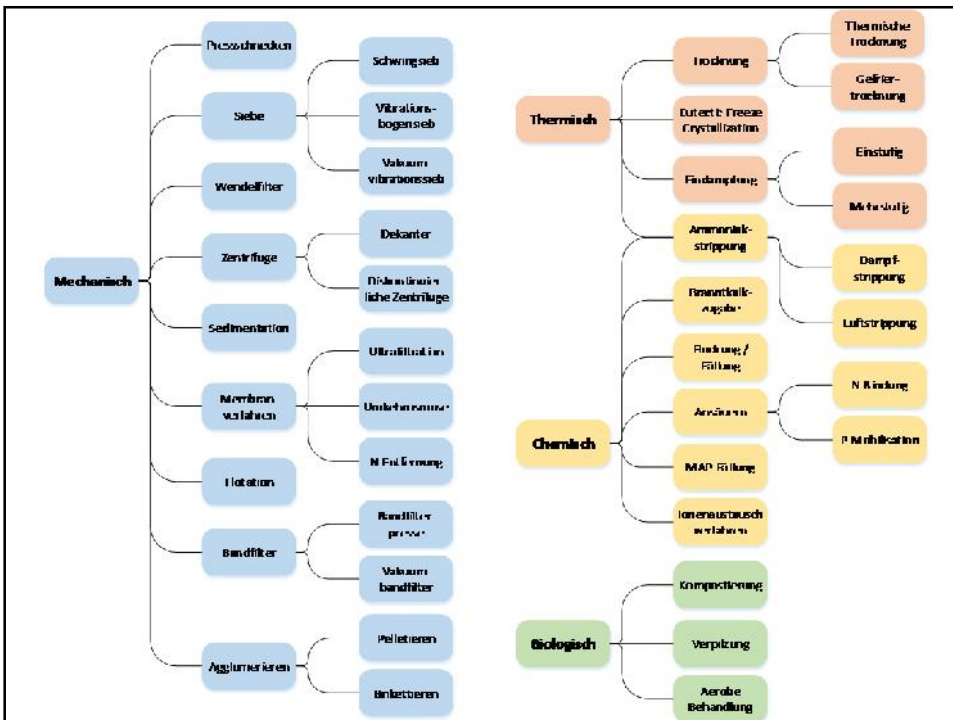 Mechanisch
Pressschnecken
Siebe
Schwingsieb
Vibrations-
bogensieb
Vakuum
vibrationssieb
Wendelfilter
Zentrifuge
Dekanter
Diskontinuier
liche Zentrifuge
Sedimentation
Membran
verfahren
Ultrafiltration
Umkehrosmose
N Entfernung
Flotation
Bandfilter
Bandfilter
presse
Vakuum
bandfilter
Agglomerieren
Pelletieren
Brikettieren
Thermisch
Trocknung
Thermische
Trocknung
Gefrier-
trocknung
Eutectic Freeze
Crystallization
Eindampfung
Einstufig
Mehrstufig
Ammoniak-
strippung
Dampf-
strippung
Luftstrippung
Chemisch
Branntkalk-
zugabe
Flockung /
Fällung
Ansäuern
N Bindung
P Mobilisation
MAP Fällung
Ionenaustausch
verfahren
Biologisch
Kompostierung
Verpilzung
Aerobe
Behandlung